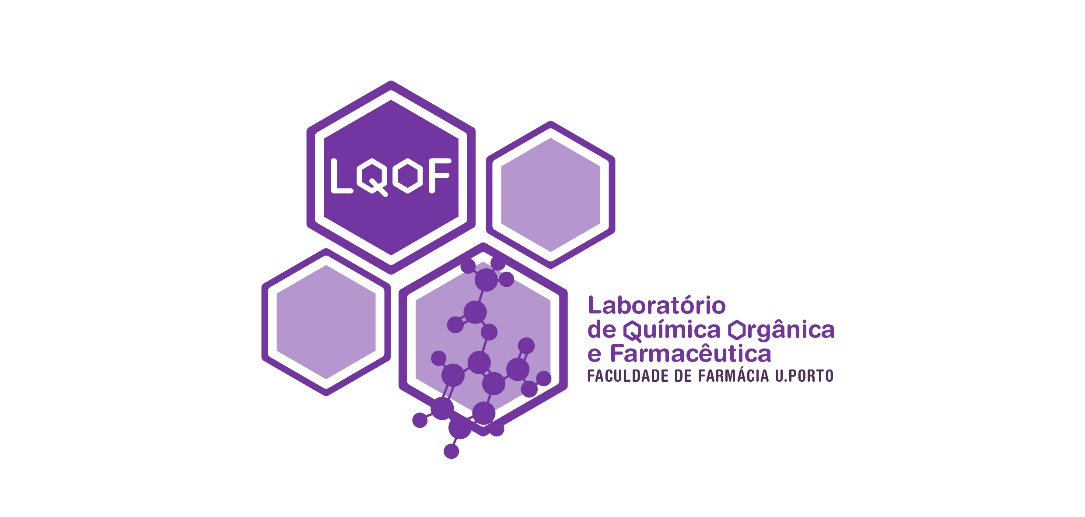 LQOF
Laboratório
de Química Orgânica
e Farmacêutica
FACULDADE DE FARMÁCIA U.PORTO